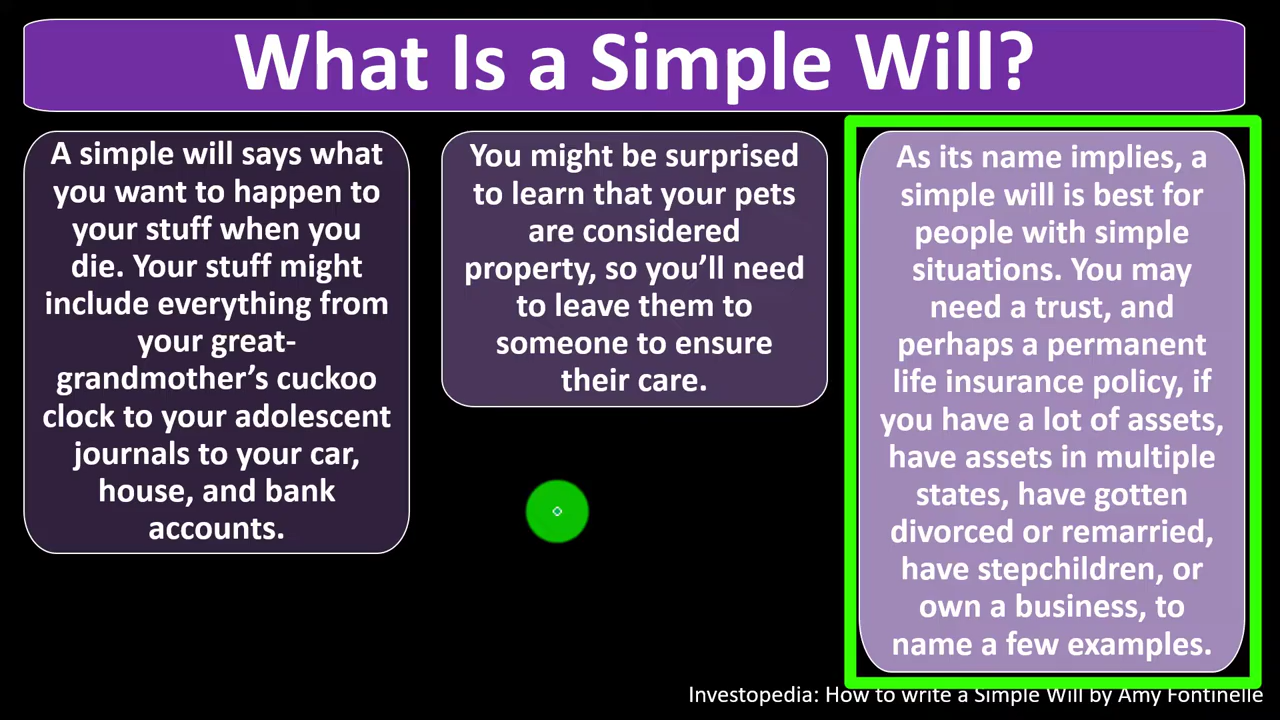 What Is a Simple Will?
A simple will says what
you want to happen to
your stuff when you
die. Your stuff might
include everything from
your great-
grandmother’s cuckoo
clock to your adolescent
journals to your car,
house, and bank
accounts.
You might be surprised
to learn that your pets
are considered
property, so you’ll need
to leave them to
someone to ensure
their care.
As its name implies, a
simple will is best for
people with simple
situations. You may
need a trust, and
perhaps a permanent
life insurance policy, if
you have a lot of assets,
have assets in multiple
states, have gotten
divorced or remarried,
have stepchildren, or
own a business, to
name a few examples.
Investopedia: How to write a Simple Will by Amy Fontinelle